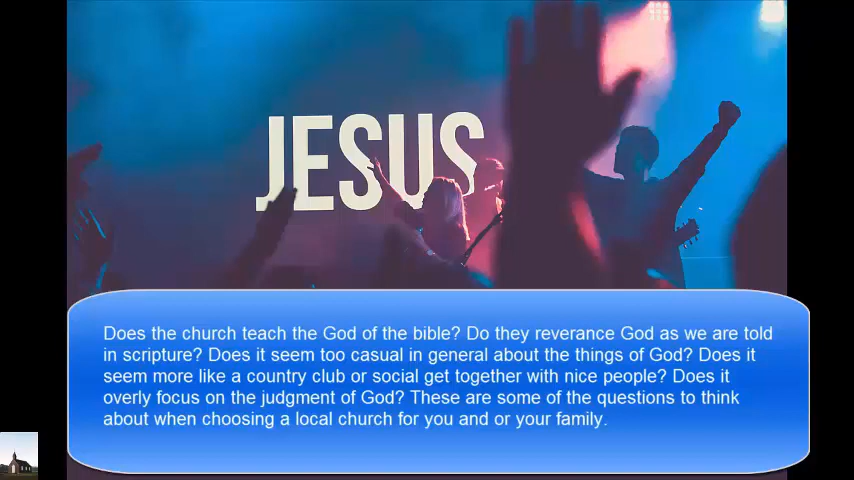 JESUS
Does the church teach the God of the bible? Do they reverance God as we are told
in scripture? Does it seem too casual in general about the things of God? Does it
seem more like a country club or social get together with nice people? Does it
overly focus on the judgment of God? These are some of the questions to think
about when choosing a local church for you and or your family.